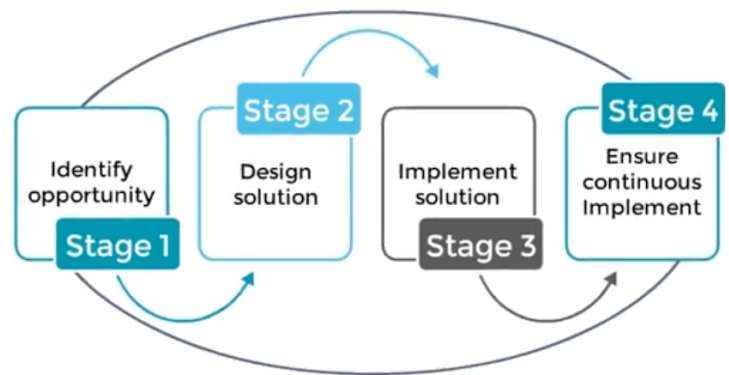 Identify
opportunity
Stage 1
Stage 2
Design
solution
Implement
solution
Stage 3
Stage 4
Ensure
continuous
Implement